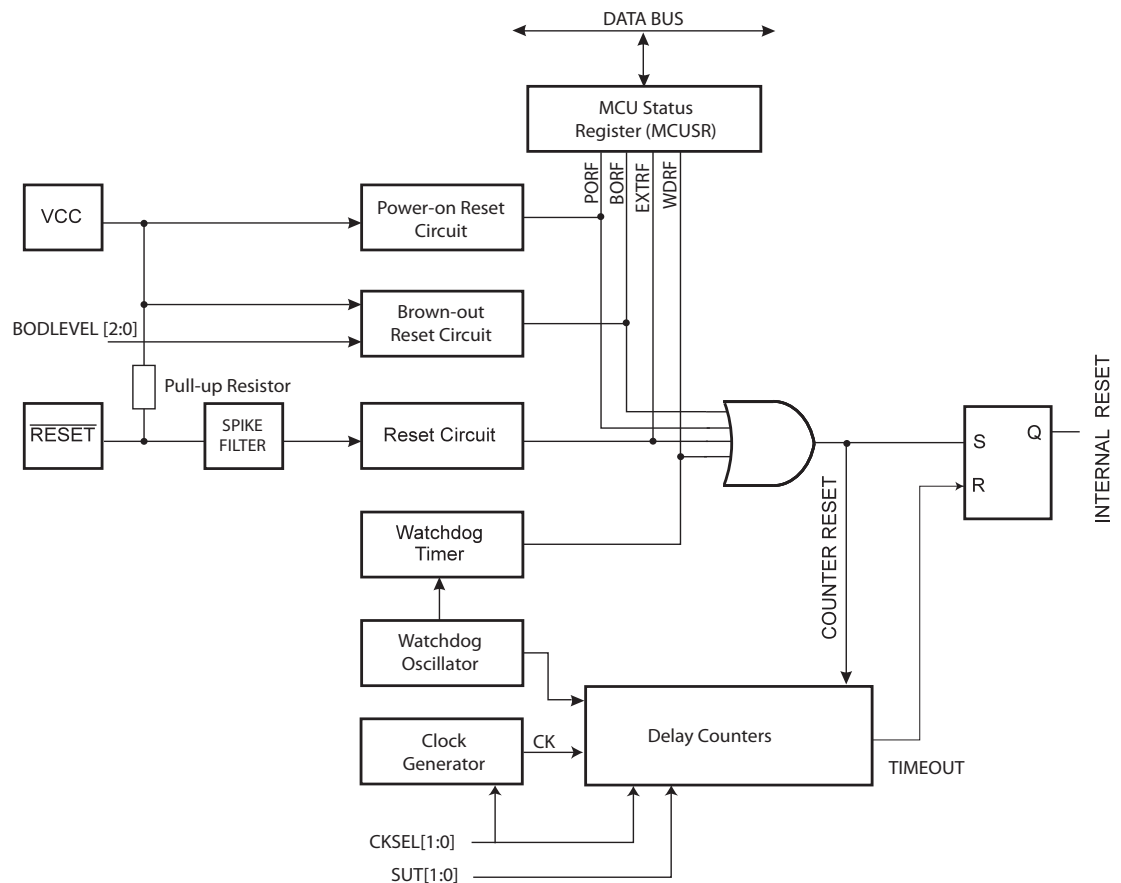 DATA BUS
MCU Status
Register (MCUSR)
PORF
BORF
EXTRF
WDRF
VCC
Power-on Reset
Circuit
BODLEVEL [2:0]
Brown-out
Reset Circuit
Pull-up Resistor
RESET
SPIKE
FILTER
Reset Circuit
S
Q
R
INTERNAL RESET
Watchdog
Timer
COUNTER RESET
Watchdog
Oscillator
Clock
Generator
CK
Delay Counters
TIMEOUT
CKSEL[1:0]
SUT[1:0]